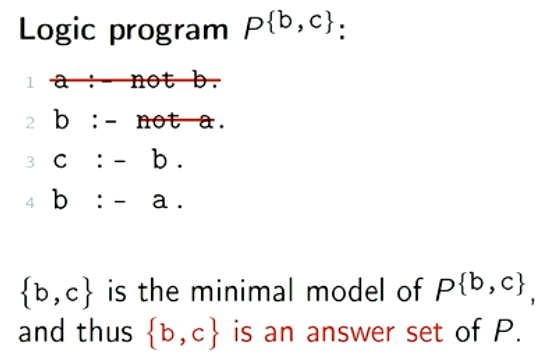 Logic program P{b,c}:
1 a :- not b.
2 b :- not a.
3 c :- b.
4 b :- a.
{b,c} is the minimal model of P{b,c},
and thus {b,c} is an answer set of P.